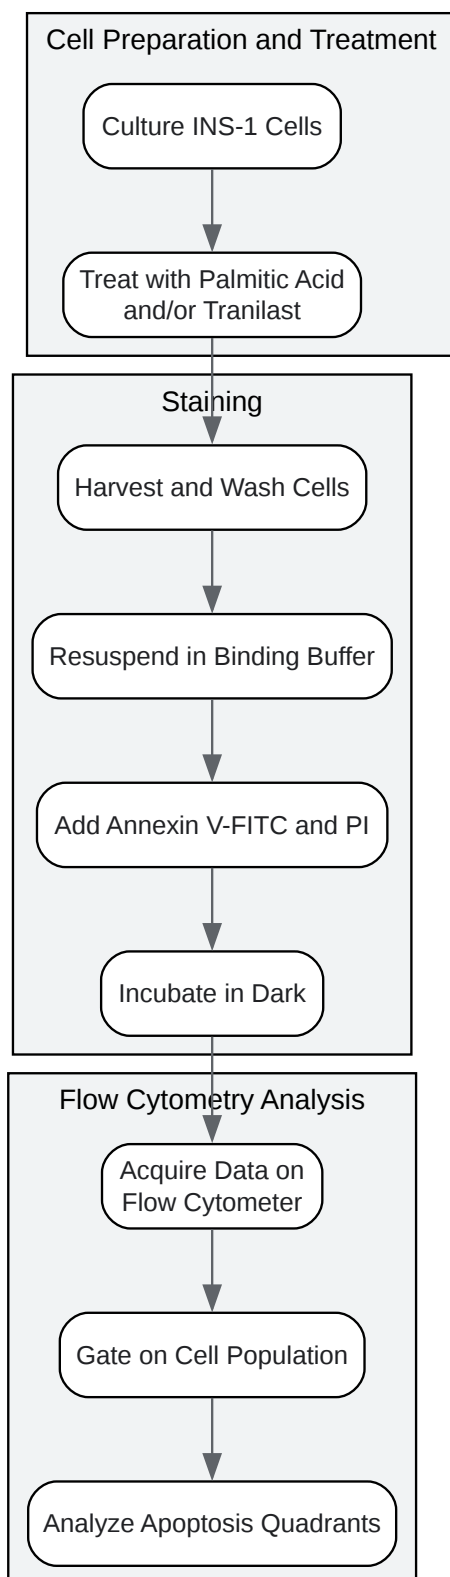 Cell Preparation and Treatment
Culture INS-1 Cells
Treat with Palmitic Acid
and/or Tranilast
Staining
Harvest and Wash Cells
Resuspend in Binding Buffer
Add Annexin V-FITC and PI
Incubate in Dark
Flow Cytometry Analysis
Acquire Data on
Flow Cytometer
Gate on Cell Population
Analyze Apoptosis Quadrants